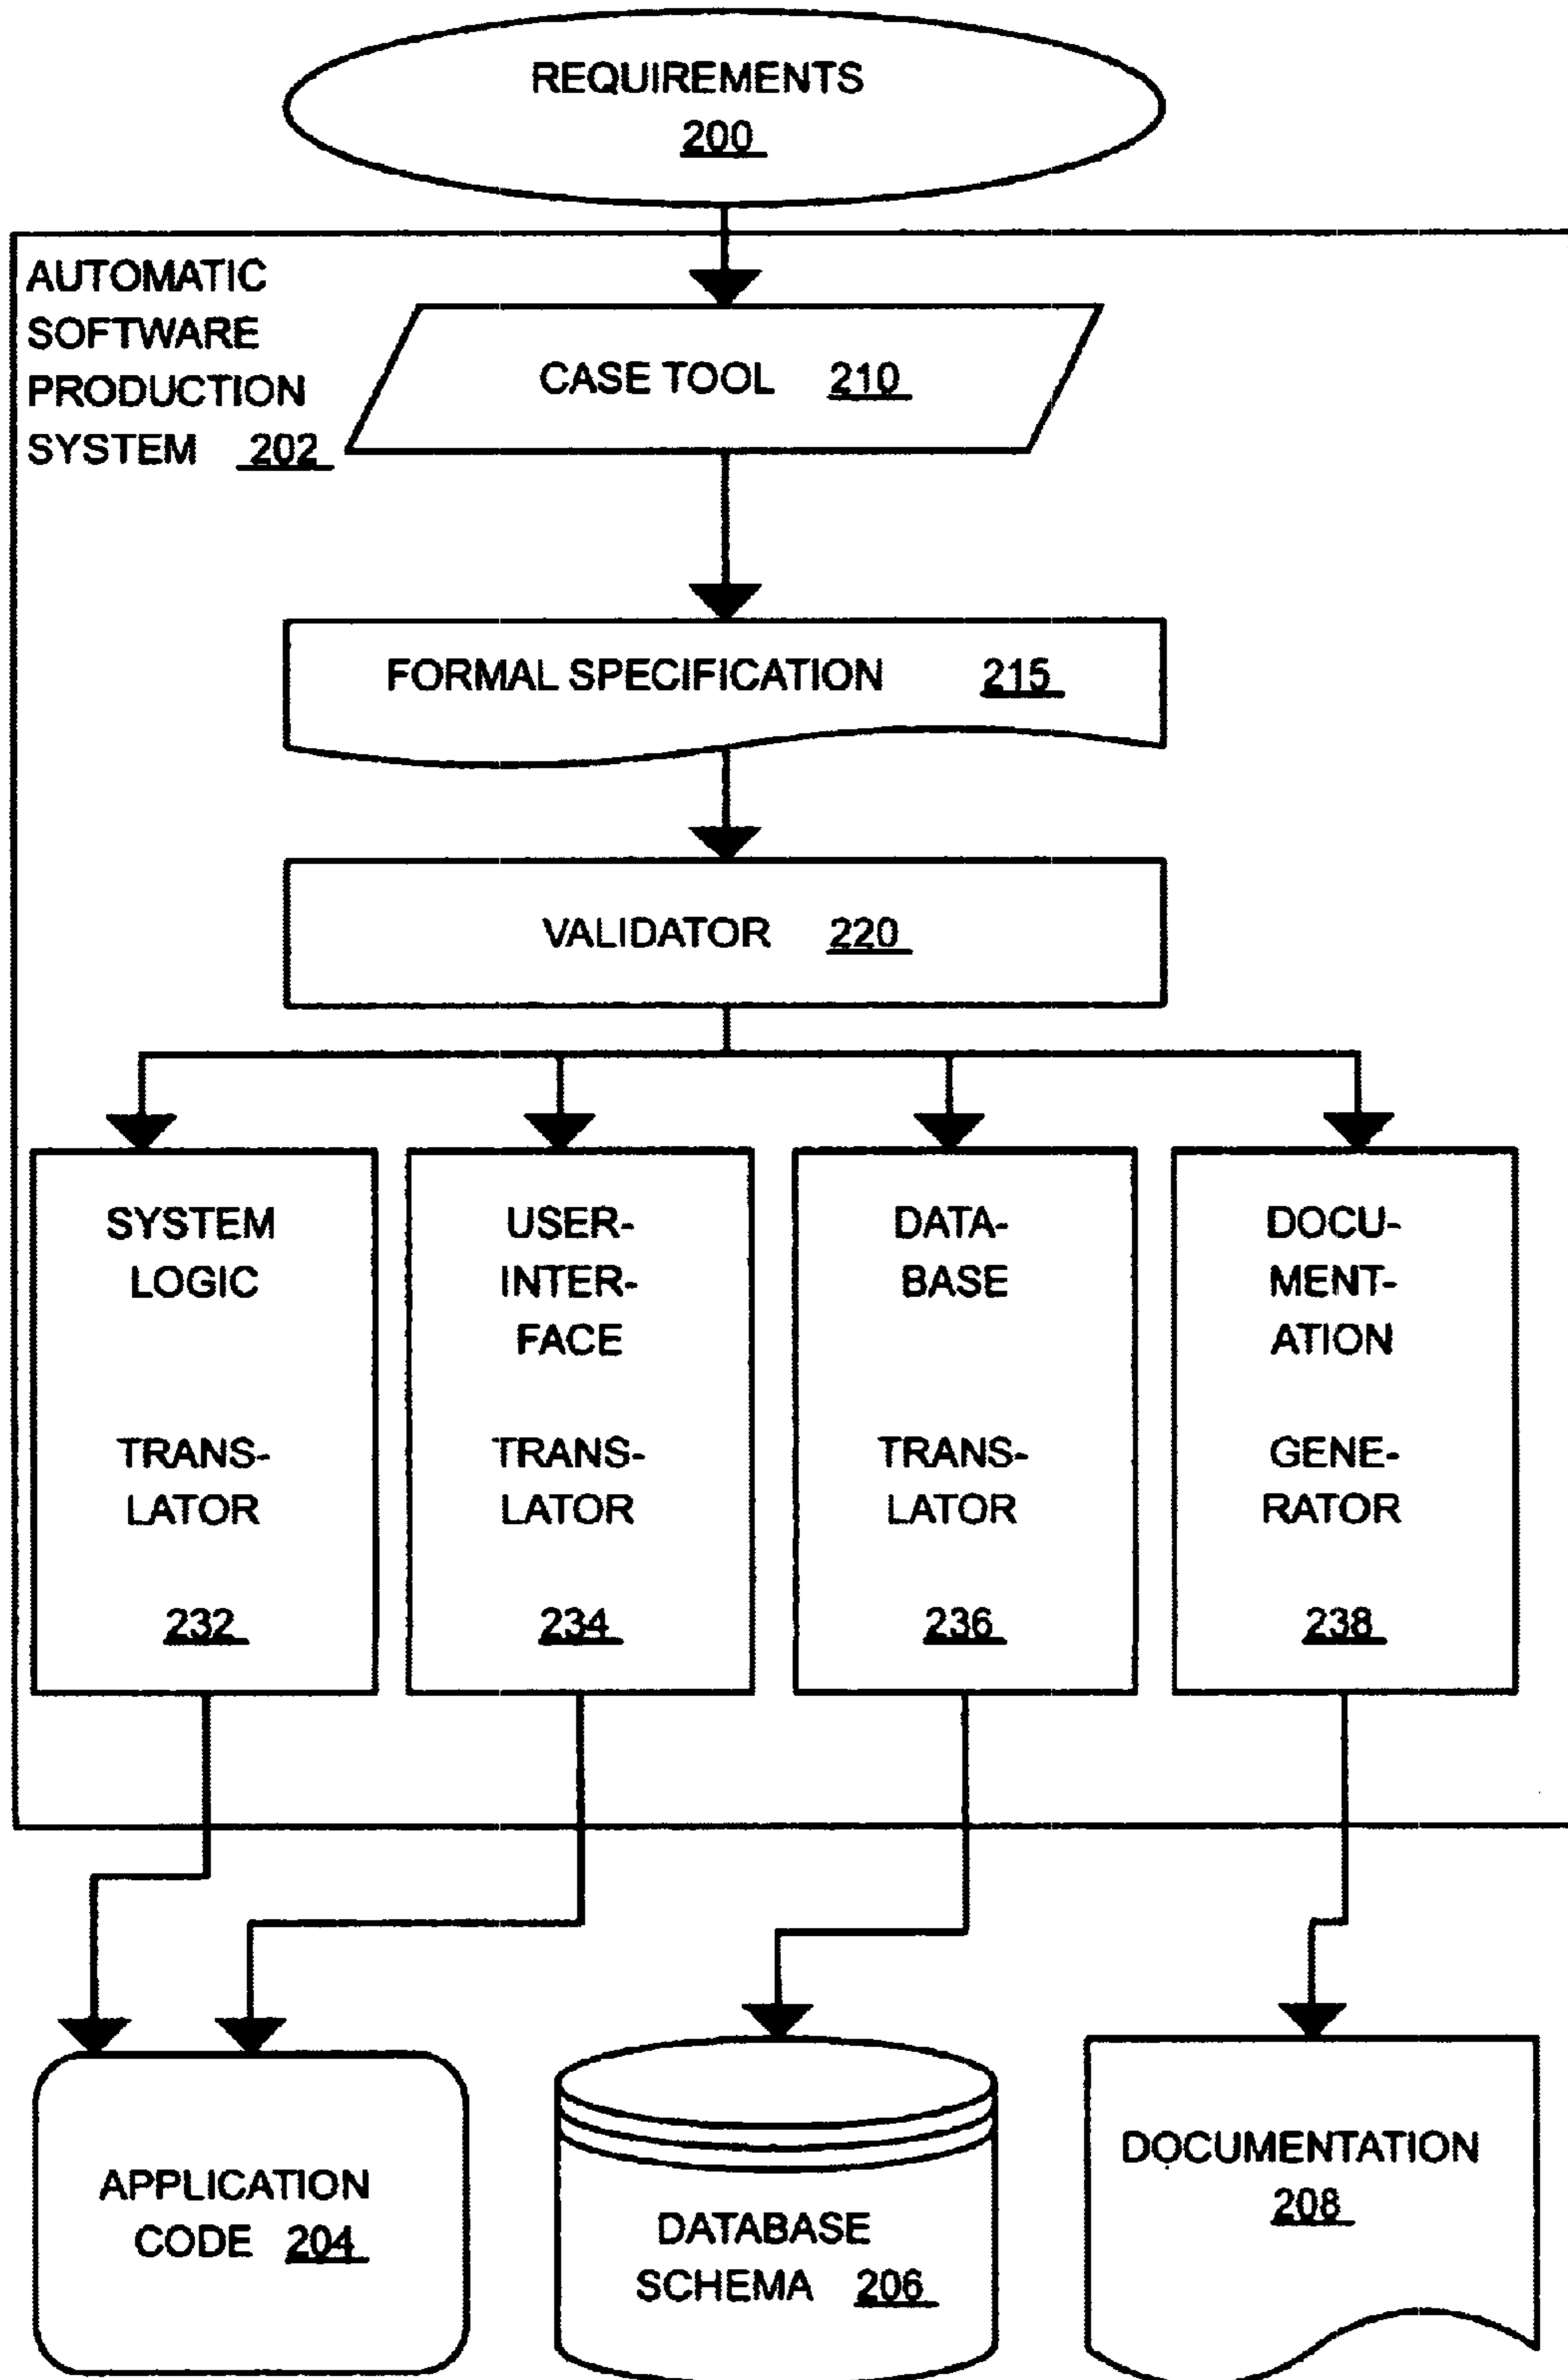 REQUIREMENTS
200
AUTOMATIC
SOFTWARE
PRODUCTION
SYSTEM 202
CASE TOOL 210
FORMAL SPECIFICATION 215
VALIDATOR 220
SYSTEM
LOGIC
TRANS-
LATOR
232
USER-
INTER-
FACE
TRANS-
LATOR
234
DATA-
BASE
TRANS-
LATOR
236
DOCU-
MENT-
ATION
GENE-
RATOR
238
APPLICATION
CODE 204
DATABASE
SCHEMA 206
DOCUMENTATION
208